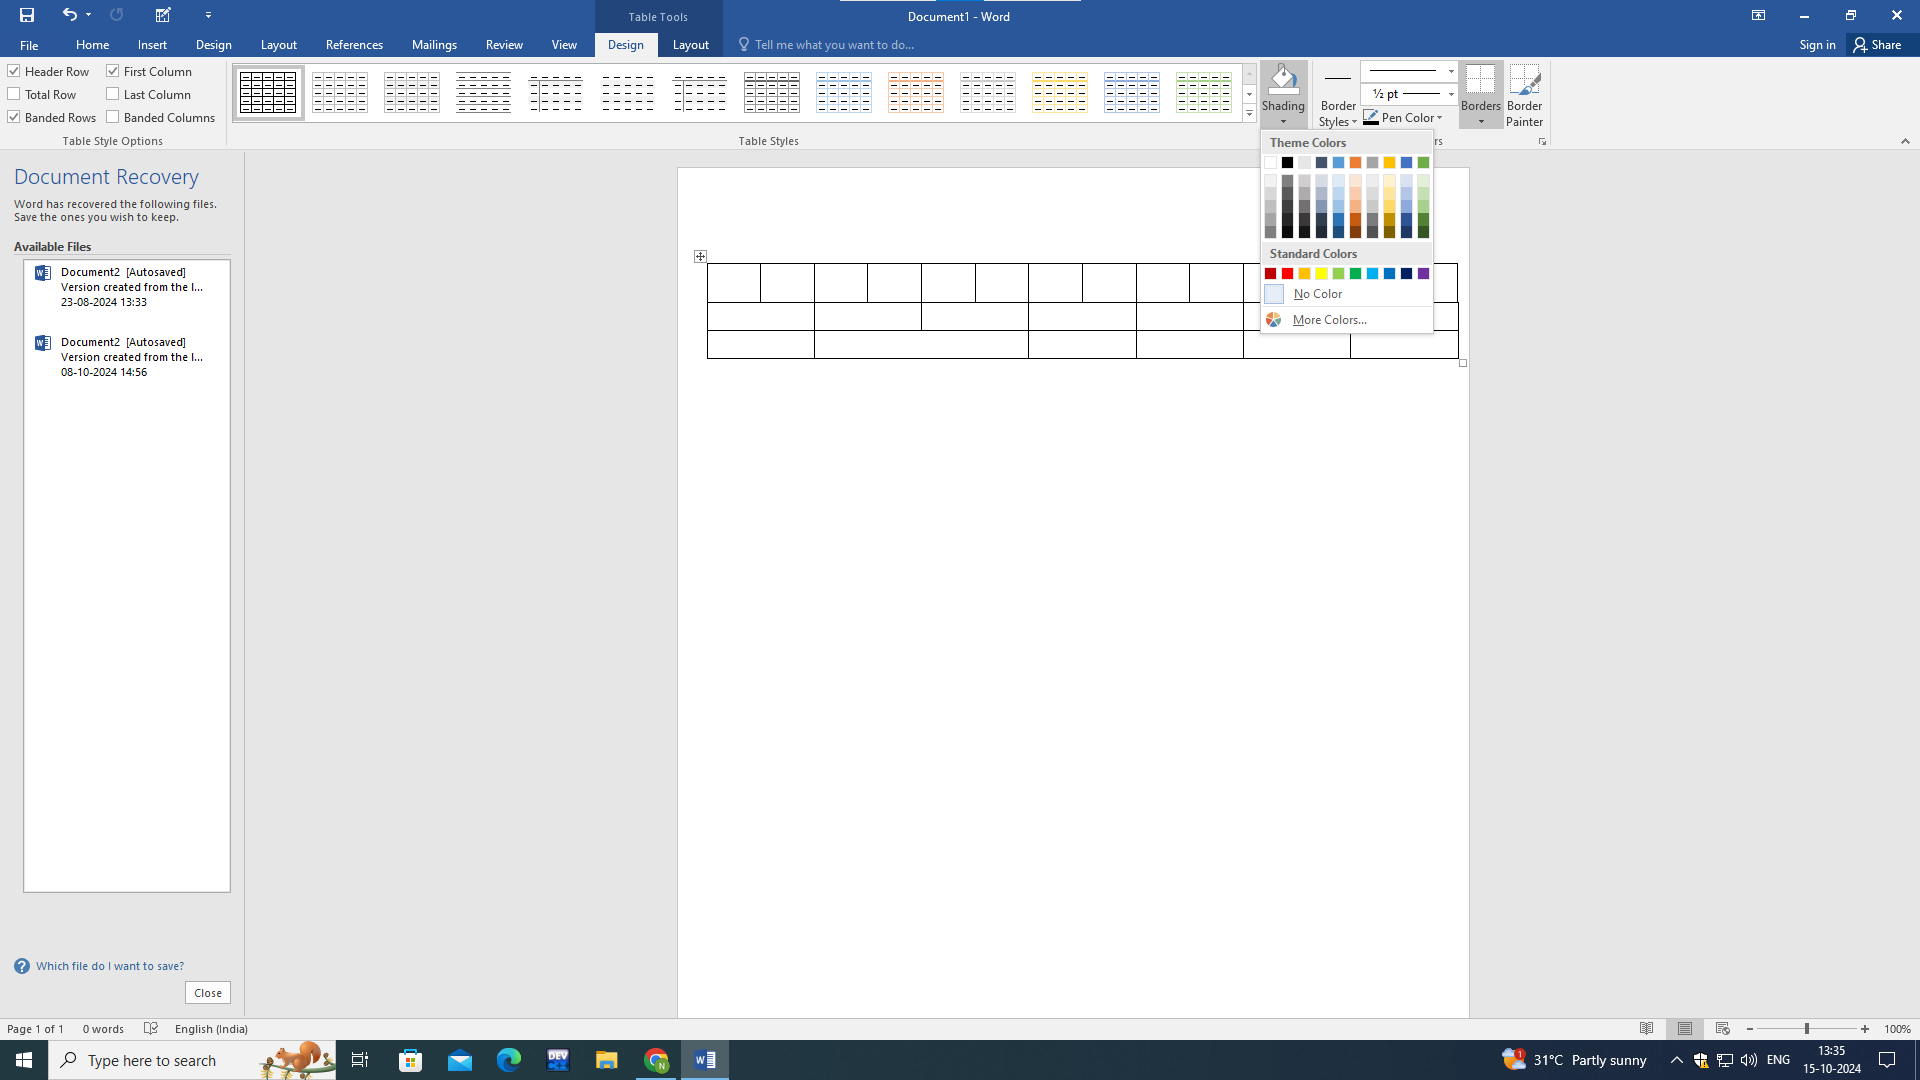 Table Tools
Document1 - Word
File Home Insert Design Layout References Mailings Review View Design Layout Tell me what you want to do... Sign in Share
Header Row First Column
Total Row Last Column
Banded Rows Banded Columns
Table Style Options
Table Styles
Shading
Border Styles
½ pt
Pen Color
Borders
Border Painter
rs
Theme Colors
Standard Colors
No Color
More Colors...
Document Recovery
Word has recovered the following files.
Save the ones you wish to keep.
Available Files
Document2 [Autosaved]
Version created from the l...
23-08-2024 13:33
Document2 [Autosaved]
Version created from the l...
08-10-2024 14:56
Which file do I want to save?
Close
Page 1 of 1 0 words English (India) 100%
Type here to search
DEV
1
31°C Partly sunny
ENG
13:35
15-10-2024